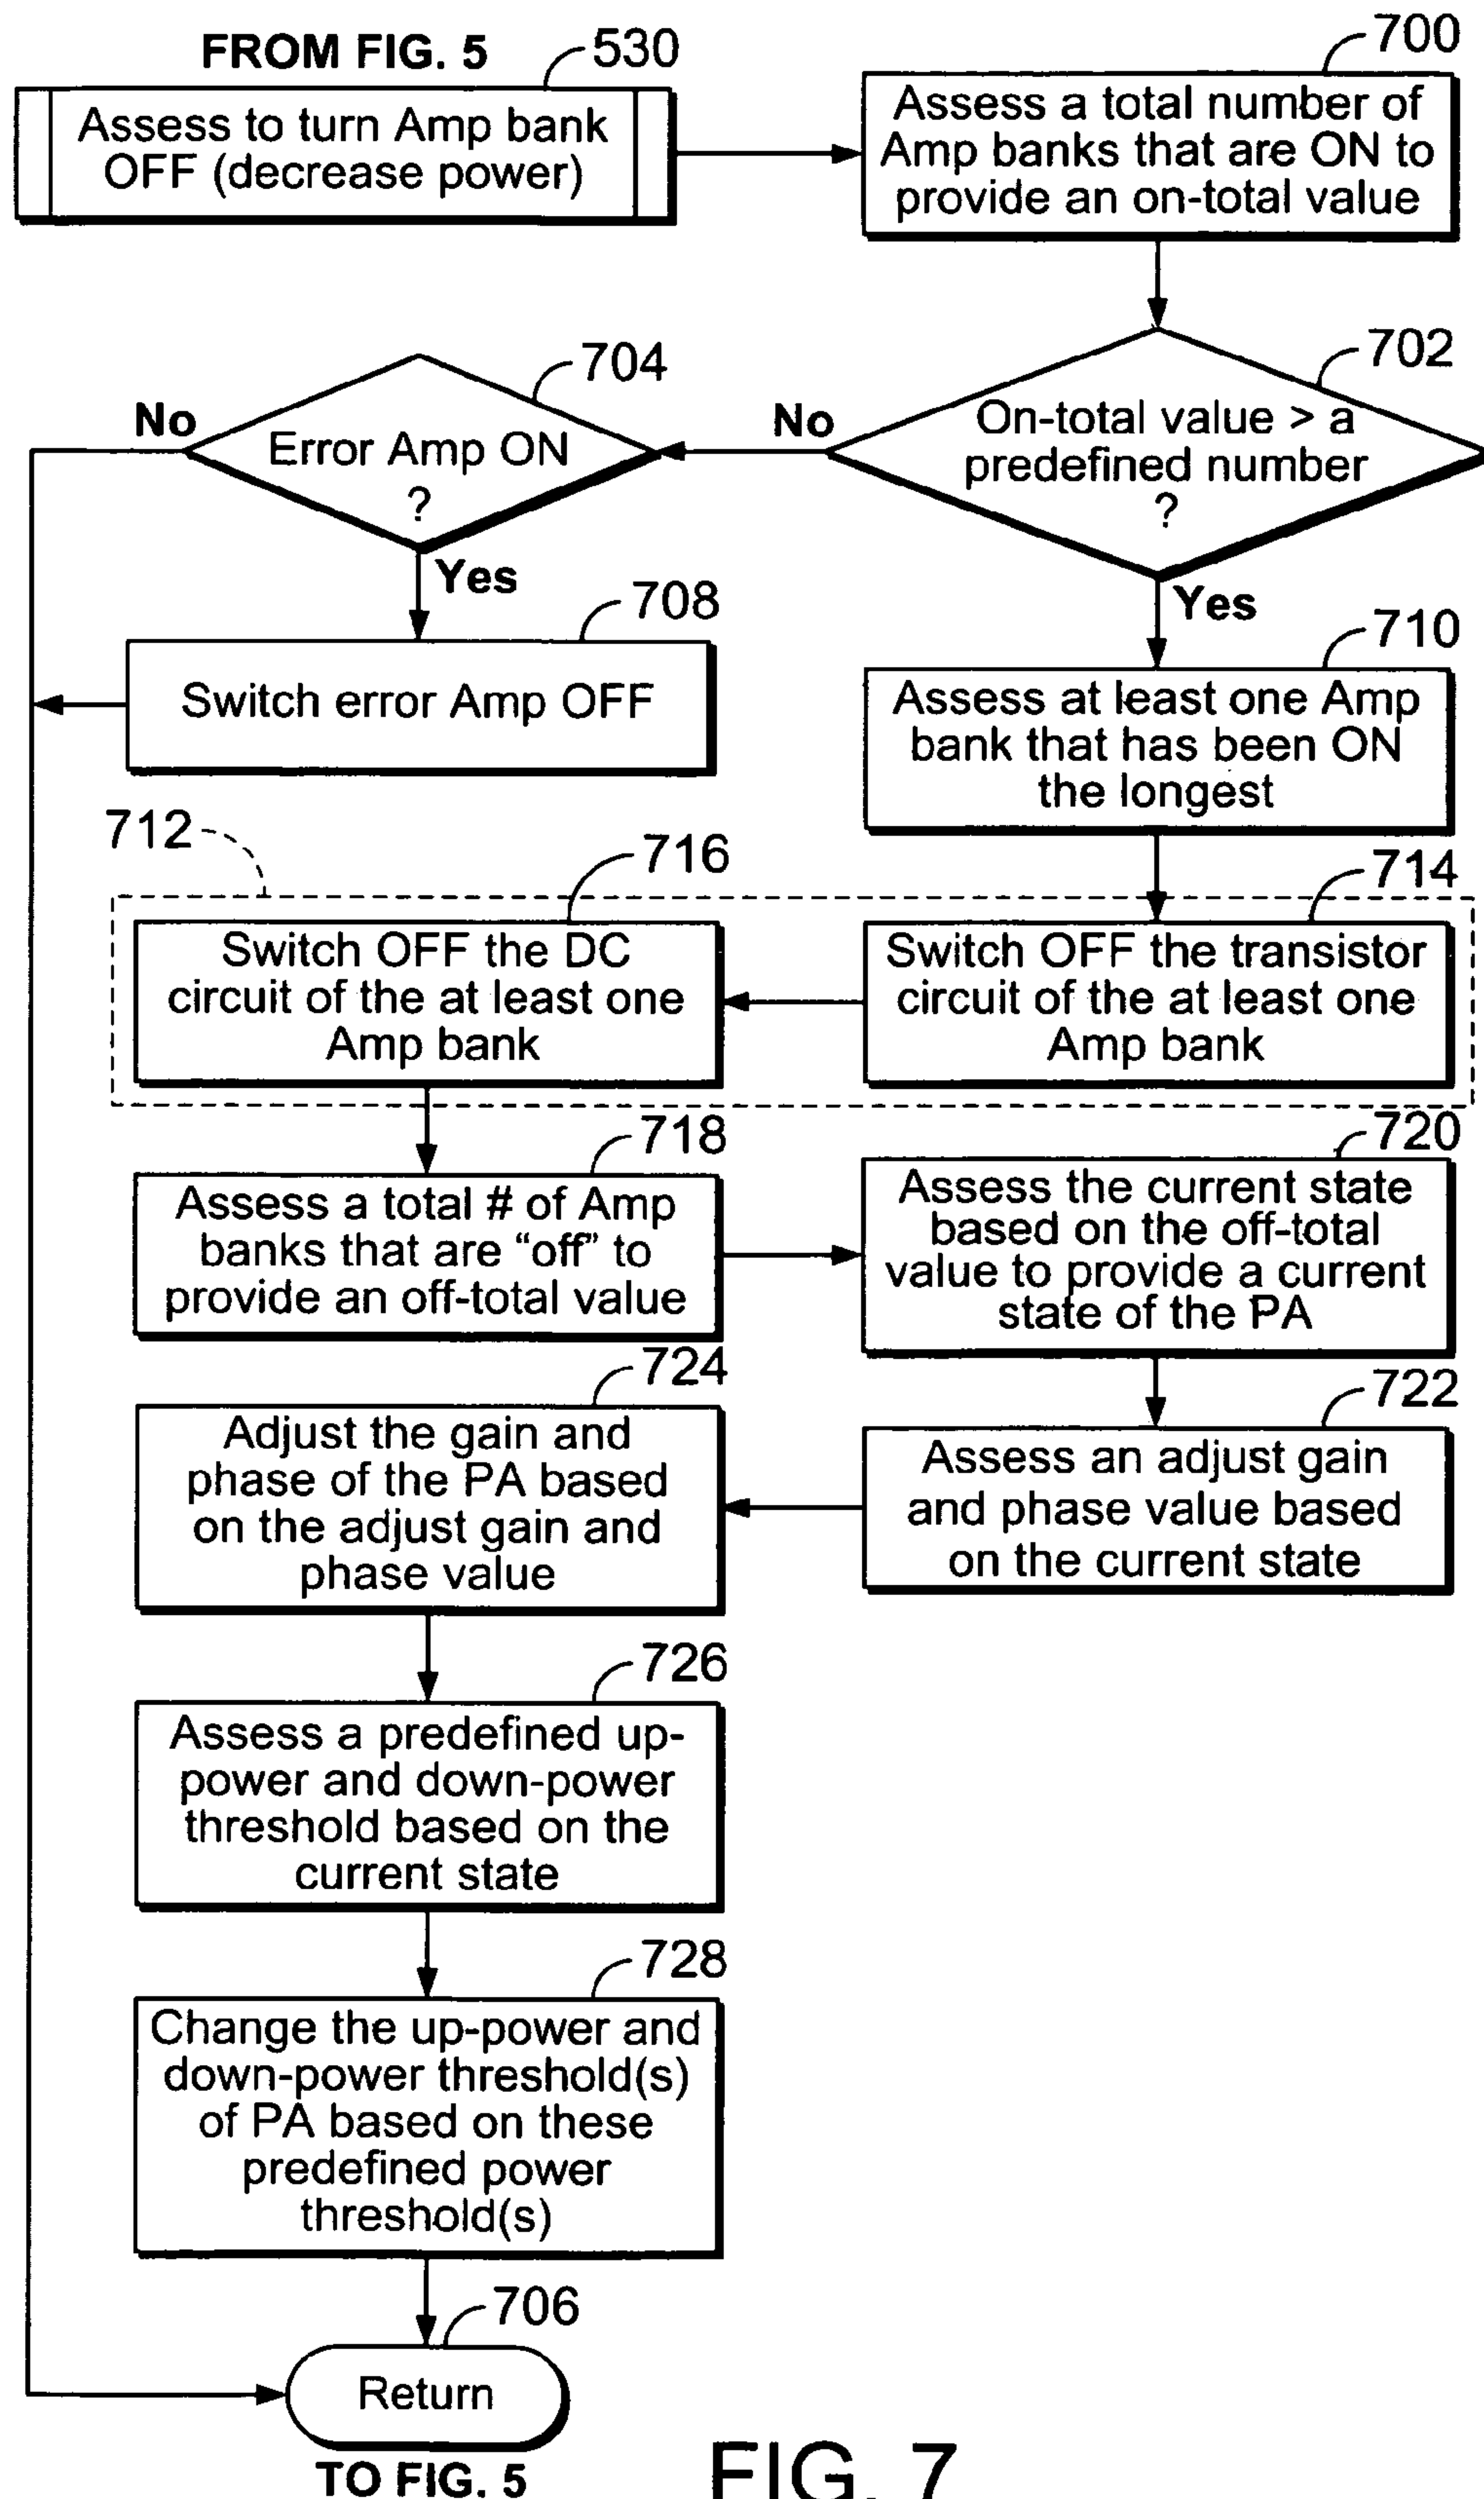 FROM FIG. 5
530
Assess to turn Amp bank
OFF (decrease power)
700
Assess a total number of
Amp banks that are ON to
provide an on-total value
702
On-total value > a
predefined number
?
No
Yes
704
Error Amp ON
?
No
Yes
708
Switch error Amp OFF
710
Assess at least one Amp
bank that has been ON
the longest
712
714
Switch OFF the transistor
circuit of the at least one
Amp bank
716
Switch OFF the DC
circuit of the at least one
Amp bank
718
Assess a total # of Amp
banks that are “off” to
provide an off-total value
720
Assess the current state
based on the off-total
value to provide a current
state of the PA
722
Assess an adjust gain
and phase value based
on the current state
724
Adjust the gain and
phase of the PA based
on the adjust gain and
phase value
726
Assess a predefined up-
power and down-power
threshold based on the
current state
728
Change the up-power and
down-power threshold(s)
of PA based on these
predefined power
threshold(s)
706
Return
TO FIG. 5
FIG. 7